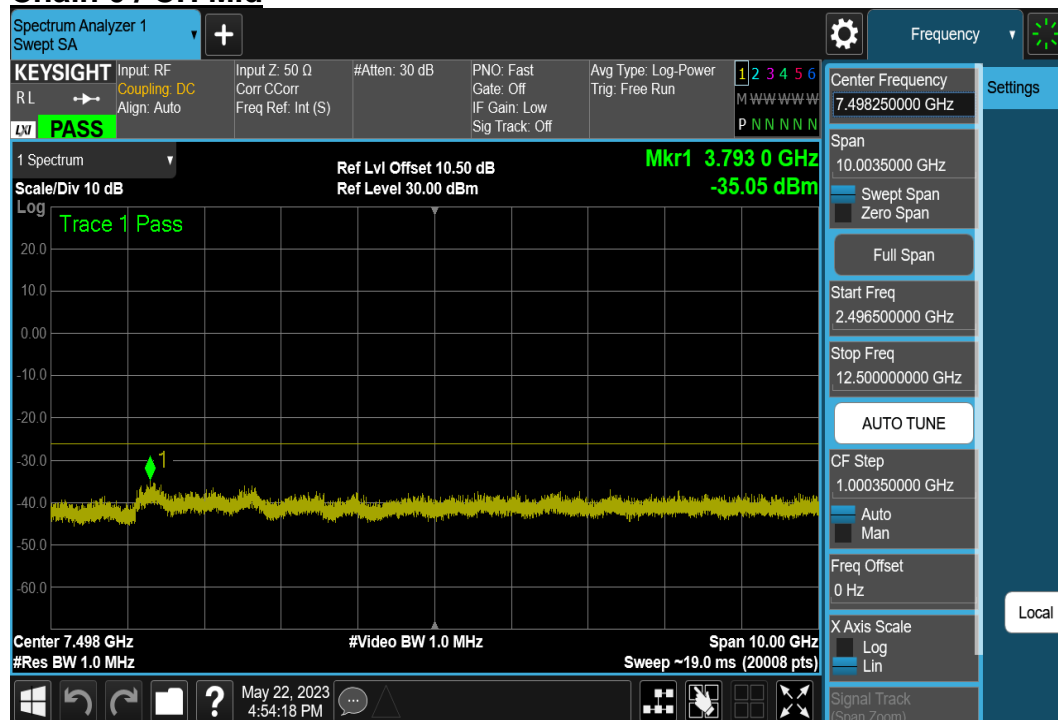 Spectrum Analyzer 1
Swept SA
+
Frequency
KEYSIGHT
RL
LXI PASS
Input: RF
Coupling: DC
Align: Auto
Input Z: 50 Ω
Corr CCorr
Freq Ref: Int (S)
#Atten: 30 dB
PNO: Fast
Gate: Off
IF Gain: Low
Sig Track: Off
Avg Type: Log-Power
Trig: Free Run
1 2 3 4 5 6
M W W W W W
P N N N N N
1 Spectrum
Scale/Div 10 dB
Ref Lvl Offset 10.50 dB
Ref Level 30.00 dBm
Mkr1 3.793 0 GHz
-35.05 dBm
Log
Trace 1 Pass
20.0
10.0
0.00
-10.0
-20.0
-30.0
-40.0
-50.0
-60.0
1
Center 7.498 GHz
#Res BW 1.0 MHz
#Video BW 1.0 MHz
Span 10.00 GHz
Sweep ~19.0 ms (20008 pts)
Center Frequency
7.498250000 GHz
Span
10.0035000 GHz
Swept Span
Zero Span
Full Span
Start Freq
2.496500000 GHz
Stop Freq
12.500000000 GHz
AUTO TUNE
CF Step
1.000350000 GHz
Auto
Man
Freq Offset
0 Hz
X Axis Scale
Log
Lin
Signal Track
(Span Zoom)
Settings
Local
?
May 22, 2023
4:54:18 PM